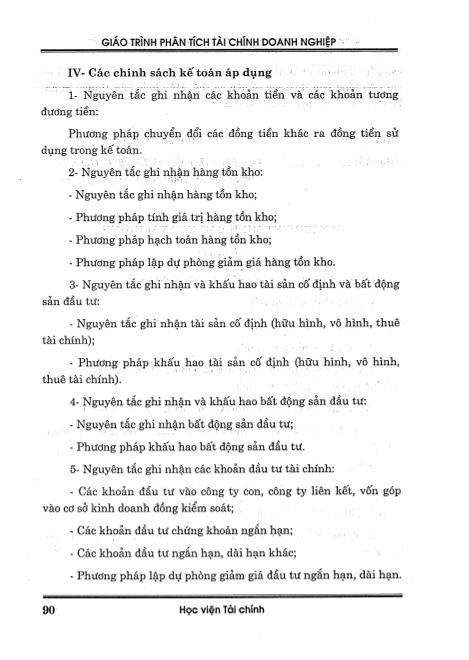 GIÁO TRÌNH PHÂN TÍCH TÀI CHÍNH DOANH NGHIỆP
IV- Các chính sách kế toán áp dụng
1- Nguyên tắc ghi nhận các khoản tiền và các khoản tương
đương tiền:
Phương pháp chuyển đổi các đồng tiền khác ra đồng tiền sử
dụng trong kế toán.
2- Nguyên tắc ghi nhận hàng tồn kho:
- Nguyên tắc ghi nhận hàng tồn kho;
- Phương pháp tính giá trị hàng tồn kho;
- Phương pháp hạch toán hàng tồn kho;
- Phương pháp lập dự phòng giảm giá hàng tồn kho.
3- Nguyên tắc ghi nhận và khấu hao tài sản cố định và bất động
sản đầu tư:
- Nguyên tắc ghi nhận tài sản cố định (hữu hình, vô hình, thuê
tài chính);
- Phương pháp khấu hao tài sản cố định (hữu hình, vô hình,
thuê tài chính).
4- Nguyên tắc ghi nhận và khấu hao bất động sản đầu tư:
- Nguyên tắc ghi nhận bất động sản đầu tư;
- Phương pháp khấu hao bất động sản đầu tư.
5- Nguyên tắc ghi nhận các khoản đầu tư tài chính:
- Các khoản đầu tư vào công ty con, công ty liên kết, vốn góp
vào cơ sở kinh doanh đồng kiểm soát;
- Các khoản đầu tư chứng khoán ngắn hạn;
- Các khoản đầu tư ngắn hạn, dài hạn khác;
- Phương pháp lập dự phòng giảm giá đầu tư ngắn hạn, dài hạn.
90
Học viện Tài chính